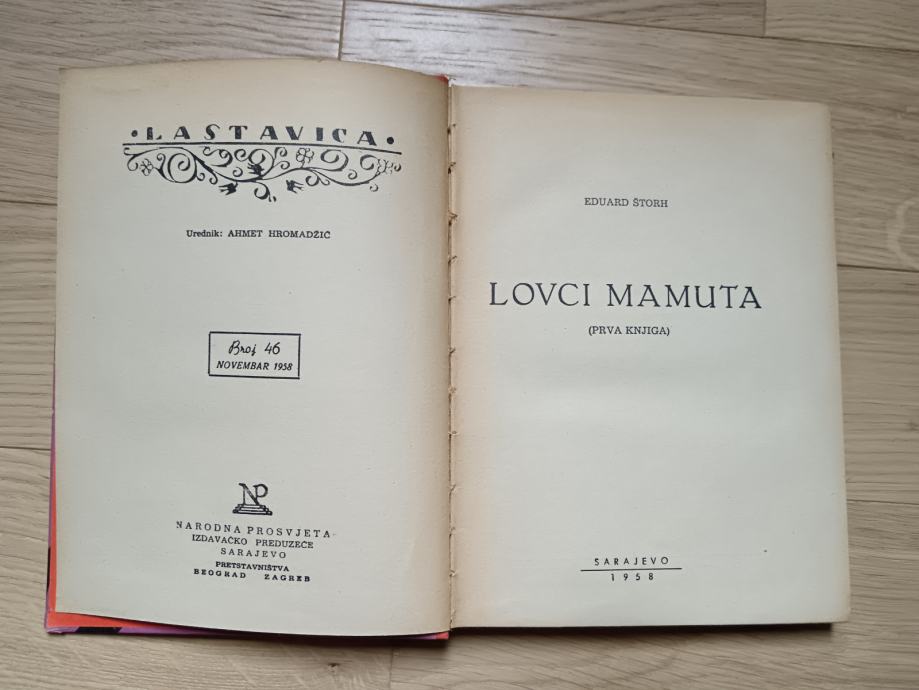 • LASTAVICA •
Urednik: AHMET HROMADŽIĆ
Broj 46
NOVEMBAR 1958
NP
NARODNA PROSVJETA
IZDAVAČKO PREDUZEĆE
SARAJEVO
PRETSTAVNIŠTVA
BEOGRAD ZAGREB
EDUARD ŠTORH
LOVCI MAMUTA
(PRVA KNJIGA)
SARAJEVO
1958